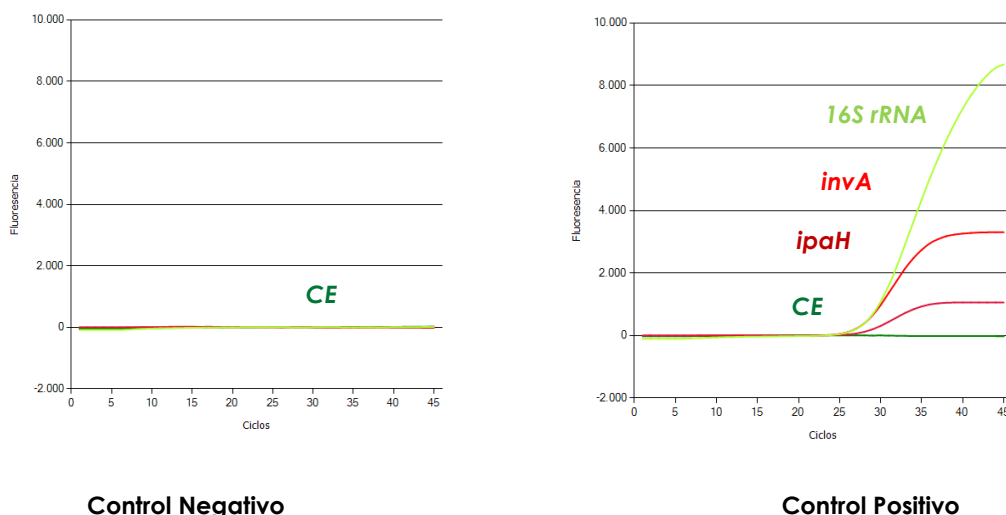 10.000
8.000
6.000
4.000
2.000
0
-2.000
Fluoresencia
CE
0 5 10 15 20 25 30 35 40 45
Ciclos
Control Negativo
10.000
8.000
6.000
4.000
2.000
0
-2.000
Fluoresencia
16S rRNA
invA
ipaH
CE
0 5 10 15 20 25 30 35 40 45
Ciclos
Control Positivo